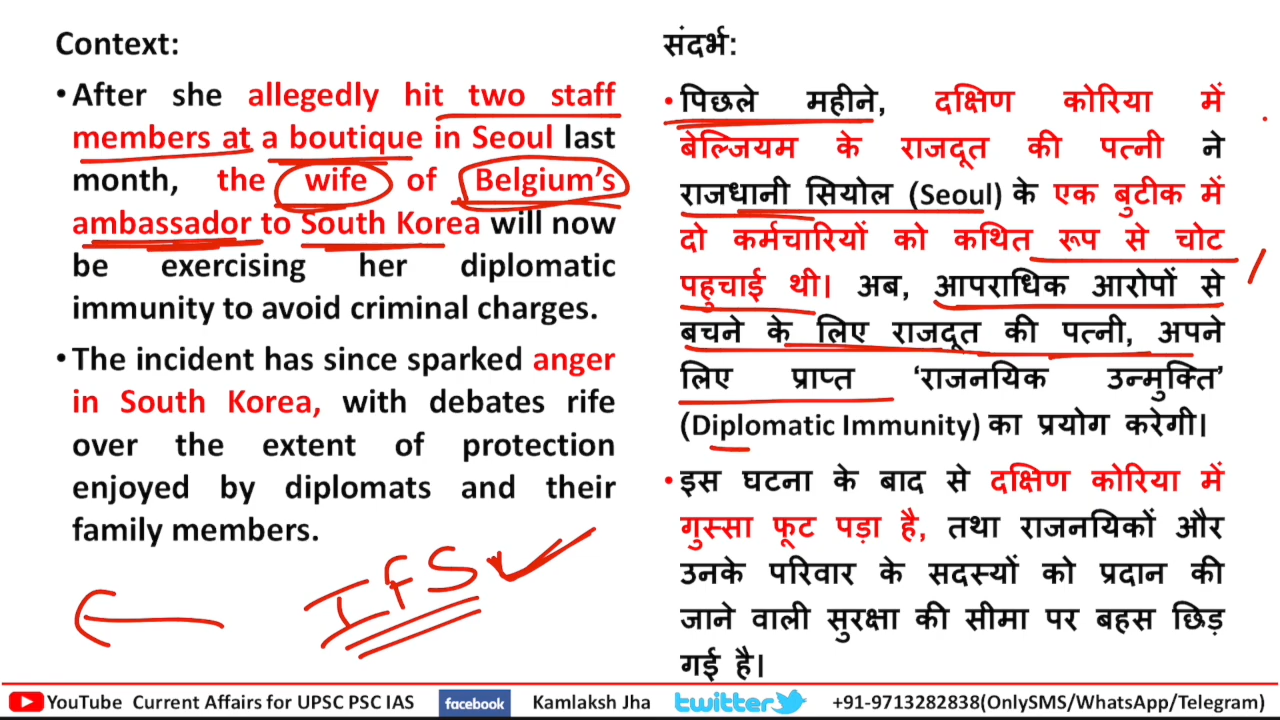 Context:
• After she allegedly hit two staff
members at a boutique in Seoul last
month, the wife of Belgium's
ambassador to South Korea will now
be exercising her diplomatic
immunity to avoid criminal charges.
• The incident has since sparked anger
in South Korea, with debates rife
over the extent of protection
enjoyed by diplomats and their
family members.
IFS
संदर्भ:
• पिछले महीने, दक्षिण कोरिया में
बेल्जियम के राजदूत की पत्नी ने
राजधानी सियोल (Seoul) के एक बुटीक में
दो कर्मचारियों को कथित रूप से चोट
पहुचाई थी। अब, आपराधिक आरोपों से
बचने के लिए राजदूत की पत्नी, अपने
लिए प्राप्त ‘राजनयिक उन्मुक्ति’
(Diplomatic Immunity) का प्रयोग करेगी।
• इस घटना के बाद से दक्षिण कोरिया में
गुस्सा फूट पड़ा है, तथा राजनयिकों और
उनके परिवार के सदस्यों को प्रदान की
जाने वाली सुरक्षा की सीमा पर बहस छिड़
गई है।
YouTube Current Affairs for UPSC PSC IAS facebook Kamlaksh Jha twitter +91-9713282838(OnlySMS/WhatsApp/Telegram)